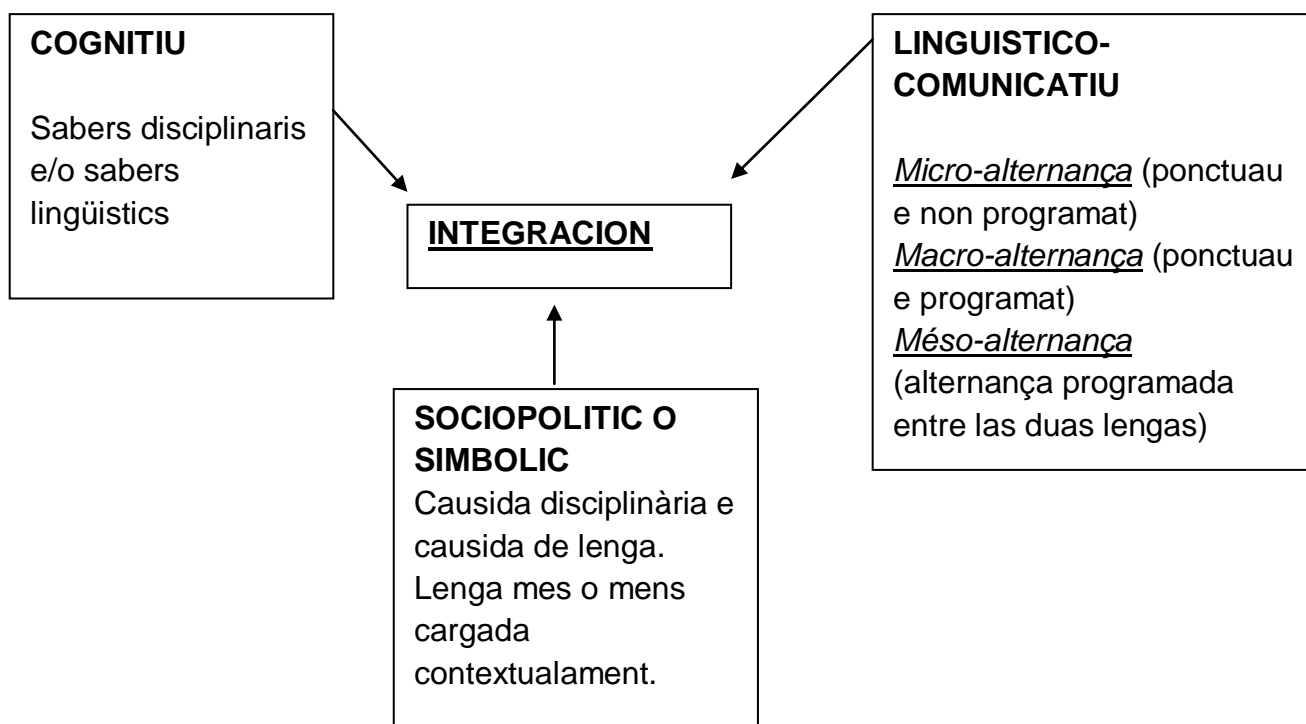 COGNITIU
Sabers disciplinaris
e/o sabers
lingüistics
LINGUISTICO-
COMUNICATIU
Micro-alternança (ponctuau
e non programat)
Macro-alternança (ponctuau
e programat)
Méso-alternança
(alternança programada
entre las duas lengas)
INTEGRACION
SOCIOPOLITIC O
SIMBOLIC
Causida disciplinària e
causida de lenga.
Lenga mes o mens
cargada
contextualament.